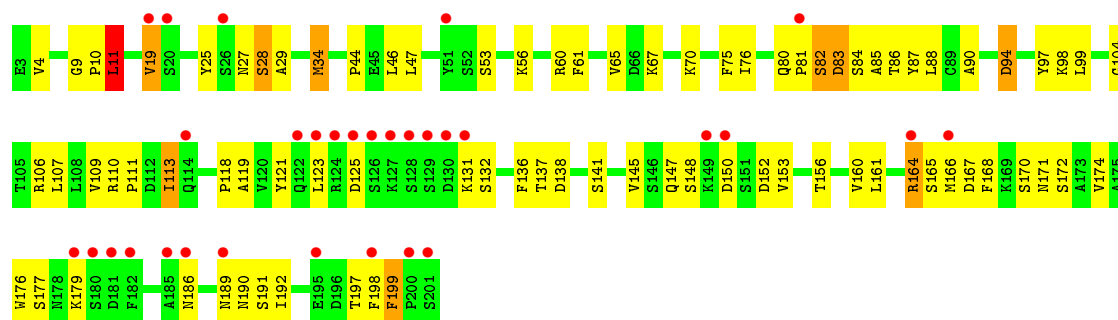 E3 V4 G9 P10 L11 V19 S20 Y25 S26 N27 S28 A29 M34 P44 E45 L46 L47 Y51 S52 S53 K56 R60 F61 V65 D66 K67 K70 F75 I76 Q80 P81 S82 D83 S84 A85 T86 Y87 L88 C89 A90 D94 Y97 K98 L99
T105 R106 L107 L108 V109 R110 P111 D112 I113 Q114 P118 A119 V120 Y121 Q122 L123 R124 D125 S126 K127 S128 S129 D130 K131 S132 F136 T137 D138 S141 V145 S146 Q147 S148 K149 D150 S151 D152 V153 T156 V160 L161 R164 S165 M166 D167 F168 K169 S170 N171 S172 A173 V174 A175
W176 S177 N178 K179 S180 D181 F182 A185 N186 N189 N190 S191 I192 E195 D196 T197 F198 F199 P200 S201